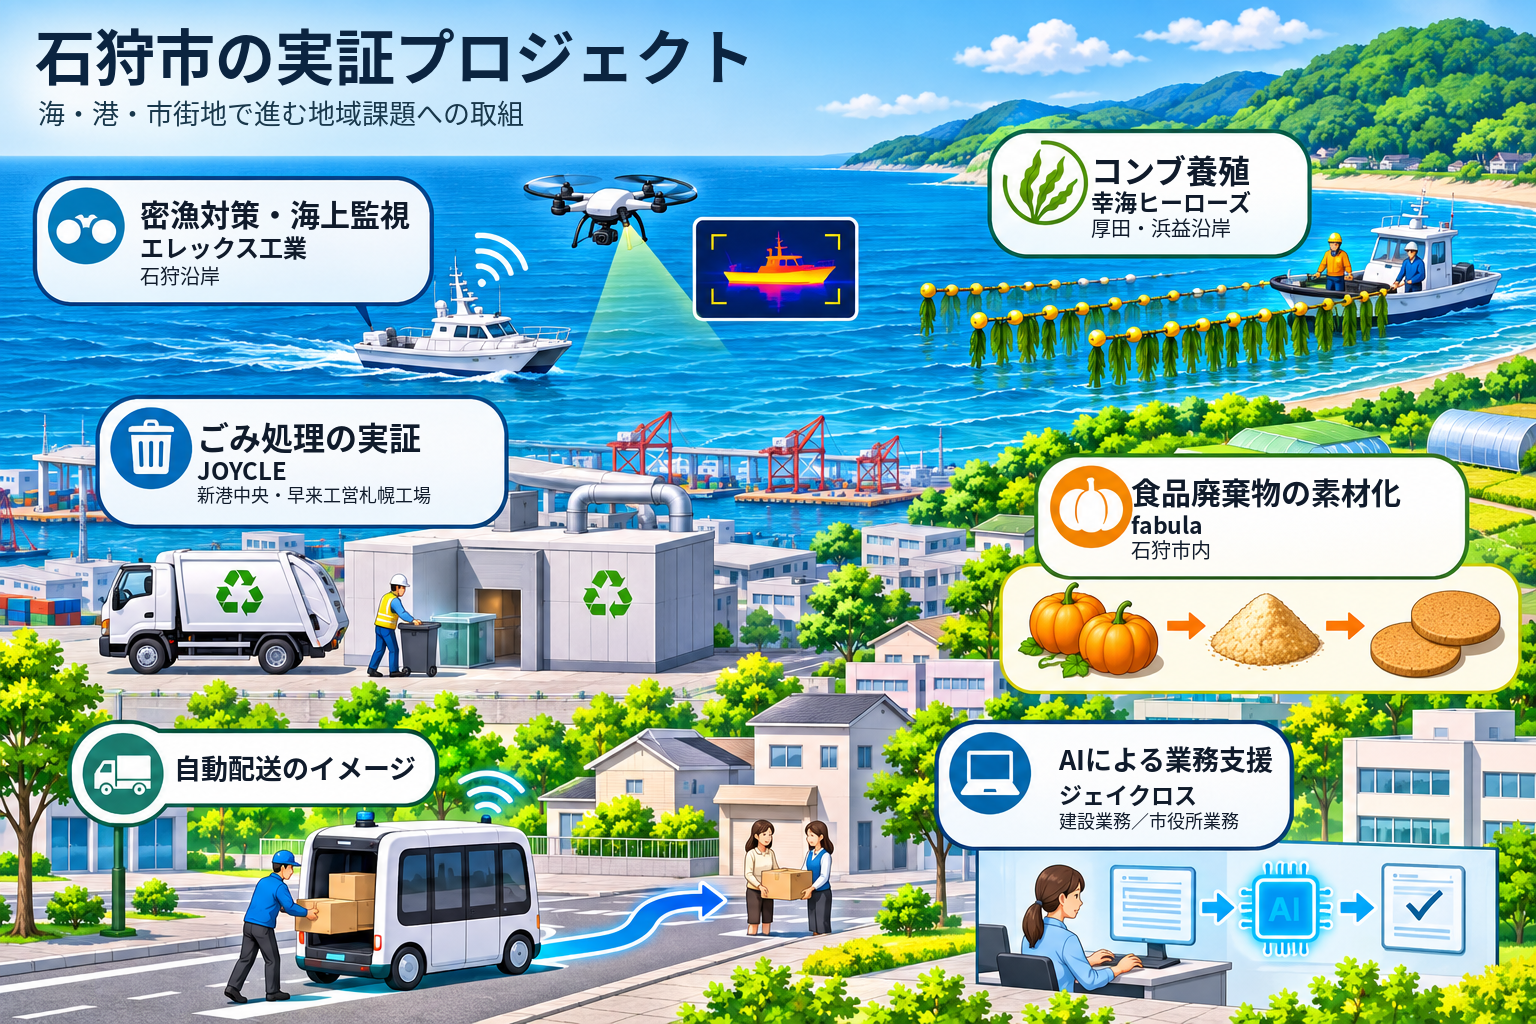 石狩市の実証プロジェクト
海・港・市街地で進む地域課題への取組
密漁対策・海上監視
エレックス工業
石狩沿岸
コンブ養殖
幸海ヒーローズ
厚田・浜益沿岸
ごみ処理の実証
JOYCLE
新港中央・早来工営札幌工場
食品廃棄物の素材化
fabula
石狩市内
自動配送のイメージ
AIによる業務支援
ジェイクロス
建設業務／市役所業務
AI